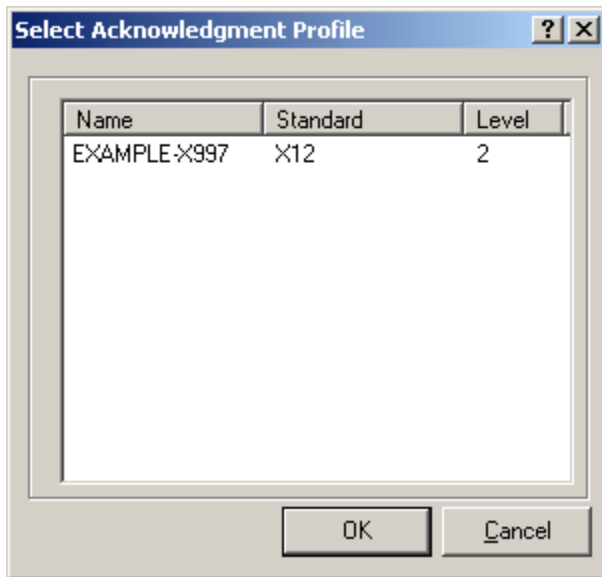 Select Acknowledgment Profile
Name Standard Level
EXAMPLE-X997 X12 2
OK Cancel